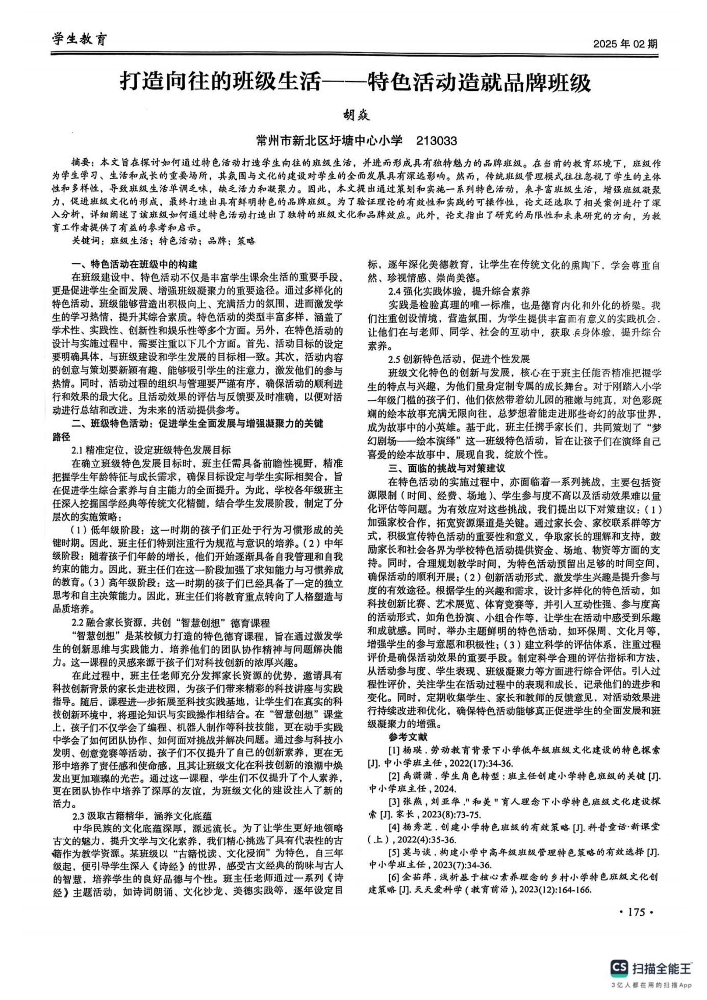 学生教育
2025 年 02 期
打造向往的班级生活——特色活动造就品牌班级
胡焱
常州市新北区圩塘中心小学 213033
摘要：本文旨在探讨如何通过特色活动打造学生向往的班级生活，并进而形成具有独特魅力的品牌班级。在当前的教育环境下，班级作
为学生学习、生活和成长的重要场所，其氛围与文化的建设对学生的全面发展具有深远影响。然而，传统班级管理模式往往忽视了学生的主体
性和多样性，导致班级生活单调乏味，缺乏活力和凝聚力。因此，本文提出通过策划和实施一系列特色活动，来丰富班级生活，增强班级凝聚
力，促进班级文化的形成，最终打造出具有鲜明特色的品牌班级。为了验证理论的有效性和实践的可操作性，论文还选取了相关案例进行了深
入分析，详细阐述了该班级如何通过特色活动打造出了独特的班级文化和品牌效应。此外，论文指出了研究的局限性和未来研究的方向，为教
育工作者提供了有益的参考和启示。
关键词：班级生活；特色活动；品牌；策略
一、特色活动在班级中的构建
在班级建设中，特色活动不仅是丰富学生课余生活的重要手段，
更是促进学生全面发展、增强班级凝聚力的重要途径。通过多样化的
特色活动，班级能够营造出积极向上、充满活力的氛围，进而激发学
生的学习热情，提升其综合素质。特色活动的类型丰富多样，涵盖了
学术性、实践性、创新性和娱乐性等多个方面。另外，在特色活动的
设计与实施过程中，需要注重以下几个方面。首先，活动目标的设定
要明确具体，与班级建设和学生发展的目标相一致。其次，活动内容
的创意与策划要新颖有趣，能够吸引学生的注意力，激发他们的参与
热情。同时，活动过程的组织与管理要严谨有序，确保活动的顺利进
行和效果的最大化。且活动效果的评估与反馈要及时准确，以便对活
动进行总结和改进，为未来的活动提供参考。
二、班级特色活动：促进学生全面发展与增强凝聚力的关键
路径
2.1 精准定位，设定班级特色发展目标
在确立班级特色发展目标时，班主任需具备前瞻性视野，精准
把握学生年龄特征与成长需求，确保目标设定与学生实际相契合，旨
在促进学生综合素养与自主能力的全面提升。为此，学校各年级班主
任深入挖掘国学经典等传统文化精髓，结合学生发展阶段，制定了分
层次的实施策略：
（1）低年级阶段：这一时期的孩子们正处于行为习惯形成的关
键时期。因此，班主任们特别注重行为规范与意识的培养。（2）中年
级阶段：随着孩子们年龄的增长，他们开始逐渐具备自我管理和自我
约束的能力。因此，班主任们在这一阶段加强了求知能力与习惯养成
的教育。（3）高年级阶段：这一时期的孩子们已经具备了一定的独立
思考和自主决策能力。因此，班主任们将教育重点转向了人格塑造与
品质培养。
2.2 融合家长资源，共创“智慧创想”德育课程
“智慧创想”是某校倾力打造的特色德育课程，旨在通过激发学
生的创新思维与实践能力，培养他们的团队协作精神与问题解决能
力。这一课程的灵感来源于孩子们对科技创新的浓厚兴趣。
在此过程中，班主任老师充分发挥家长资源的优势，邀请具有
科技创新背景的家长走进校园，为孩子们带来精彩的科技讲座与实践
指导。随后，课程进一步拓展至科技实践基地，让学生们在真实的科
技创新环境中，将理论知识与实践操作相结合。在“智慧创想”课堂
上，孩子们不仅学会了编程、机器人制作等科技技能，更在动手实践
中学会了如何团队协作、如何面对挑战并解决问题。通过参与科技小
发明、创意竞赛等活动，孩子们不仅提升了自己的创新素养，更在无
形中培养了责任感和使命感，且其让班级文化在科技创新的浪潮中焕
发出更加璀璨的光芒。通过这一课程，学生们不仅提升了个人素养，
更在团队协作中培养了深厚的友谊，为班级文化的建设注入了新的
活力。
2.3 汲取古籍精华，涵养文化底蕴
中华民族的文化底蕴深厚，源远流长。为了让学生更好地领略
古文的魅力，提升文学与文化素养，我们精心挑选了具有代表性的古
籍作为教学资源。某班级以“古籍悦读、文化浸润”为特色，自三年
级起，便引导学生深入《诗经》的世界，感受古文经典的韵味与古人
的智慧，培养学生的良好品德与个性。班主任老师通过一系列《诗
经》主题活动，如诗词朗诵、文化沙龙、美德实践等，逐年设定目
标，逐年深化美德教育，让学生在传统文化的熏陶下，学会尊重自
然、珍视情感、崇尚美德。
2.4 强化实践体验，提升综合素养
实践是检验真理的唯一标准，也是德育内化和外化的桥梁。我
们注重创设情境，营造氛围，为学生提供丰富而有意义的实践机会，
让他们在与老师、同学、社会的互动中，获取亲身体验，提升综合
素养。
2.5 创新特色活动，促进个性发展
班级文化特色的创新与发展，核心在于班主任能否精准把握学
生的特点与兴趣，为他们量身定制专属的成长舞台。对于刚踏入小学
一年级门槛的孩子们，他们依然带着幼儿园的稚嫩与纯真，对色彩斑
斓的绘本故事充满无限向往，总梦想着能走进那些奇幻的故事世界，
成为故事中的小英雄。基于此，班主任携手家长们，共同策划了“梦
幻剧场——绘本演绎”这一班级特色活动，旨在让孩子们在演绎自己
喜爱的绘本故事中，展现自我，绽放个性。
三、面临的挑战与对策建议
在特色活动的实施过程中，亦面临着一系列挑战，主要包括资
源限制（时间、经费、场地）、学生参与度不高以及活动效果难以量
化评估等问题。为有效应对这些挑战，我们提出以下对策建议：（1）
加强家校合作，拓宽资源渠道是关键。通过家长会、家校联系群等方
式，积极宣传特色活动的重要性和意义，争取家长的理解和支持，鼓
励家长和社会各界为学校特色活动提供资金、场地、物资等方面的支
持。同时，合理规划教学时间，为特色活动预留出足够的时间空间，
确保活动的顺利开展；（2）创新活动形式，激发学生兴趣是提升参与
度的有效途径。根据学生的兴趣和需求，设计多样化的特色活动，如
科技创新比赛、艺术展览、体育竞赛等，并引入互动性强、参与度高
的活动形式，如角色扮演、小组合作等，让学生在活动中感受到乐趣
和成就感。同时，举办主题鲜明的特色活动，如环保周、文化月等，
增强学生的参与意愿和积极性；（3）建立科学的评估体系，注重过程
评价是确保活动效果的重要手段。制定科学合理的评估指标和方法，
从活动参与度、学生表现、班级凝聚力等方面进行综合评估。引入过
程性评价，关注学生在活动过程中的表现和成长，记录他们的进步和
变化。同时，定期收集学生、家长和教师的反馈意见，对活动效果进
行持续改进和优化，确保特色活动能够真正促进学生的全面发展和班
级凝聚力的增强。
参考文献
[1] 杨瑛 . 劳动教育背景下小学低年级班级文化建设的特色探索
[J]. 中小学班主任 , 2022(17):34-36.
[2] 禹潇潇 . 学生角色转型 : 班主任创建小学特色班级的关键 [J].
中小学班主任 , 2024.
[3] 张燕 , 刘亚华 ." 和美 " 育人理念下小学特色班级文化建设探
索 [J]. 家长 , 2023(8):73-75.
[4] 杨秀芝 . 创建小学特色班级的有效策略 [J]. 科普童话·新课堂
( 上 ) , 2022(4):35-36.
[5] 莫与谈 . 构建小学中高年级班级管理特色策略的有效选择 [J].
中小学班主任 , 2023(7):34-36.
[6] 金茹萍 . 浅析基于核心素养理念的乡村小学特色班级文化创
建策略 [J]. 天天爱科学 ( 教育前沿 ) , 2023(12):164-166.
· 175 ·
CS 扫描全能王
3亿人都在用的扫描App